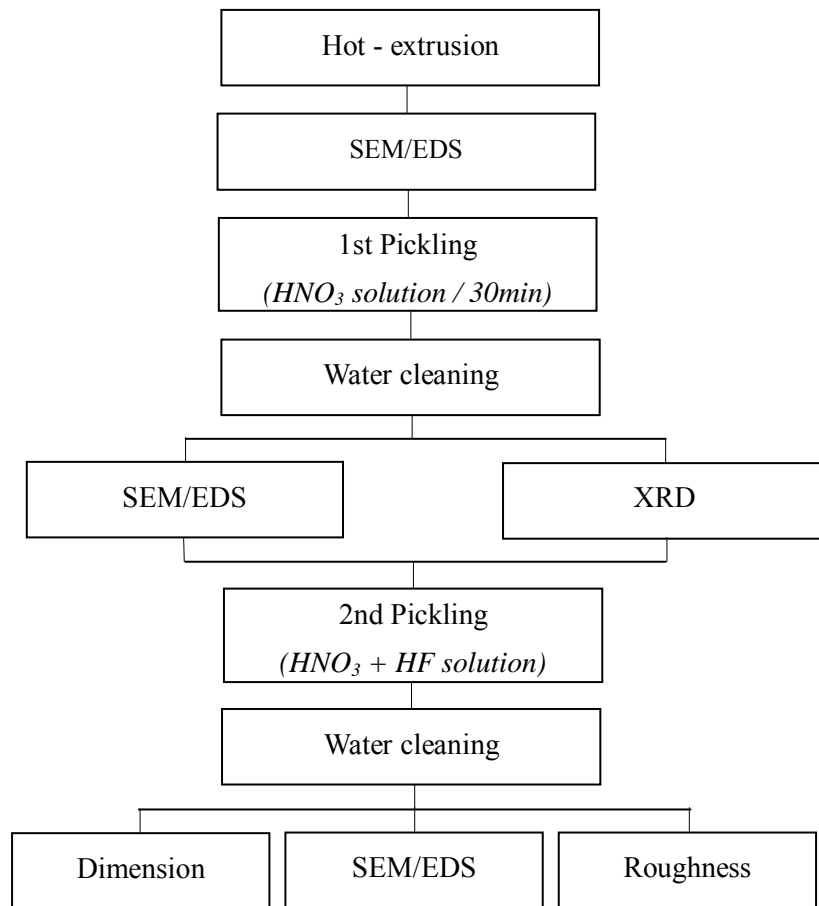 Hot - extrusion
SEM/EDS
1st Pickling
(HNO₃ solution / 30min)
Water cleaning
SEM/EDS
XRD
2nd Pickling
(HNO₃ + HF solution)
Water cleaning
Dimension
SEM/EDS
Roughness